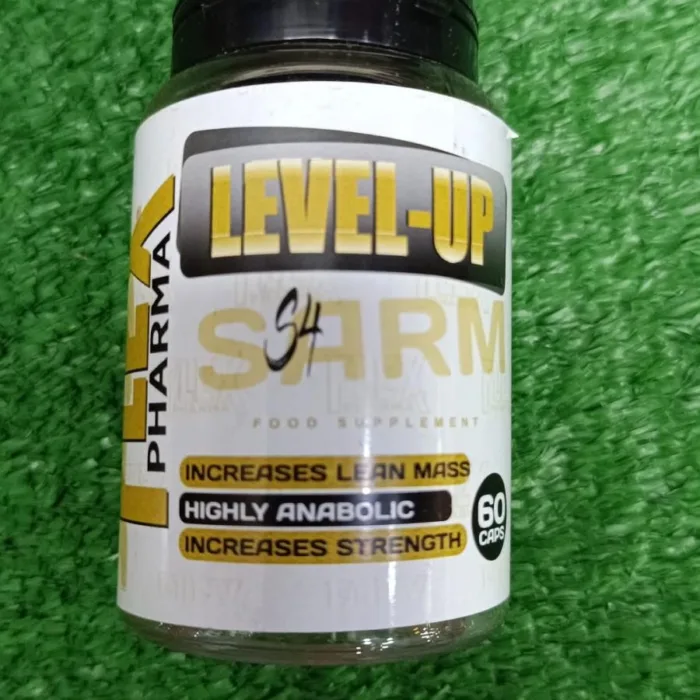 LEVEL-UP
SARM
S4
FOOD SUPPLEMENT
INCREASES LEAN MASS
HIGHLY ANABOLIC
INCREASES STRENGTH
60
CAPS
PHARMA